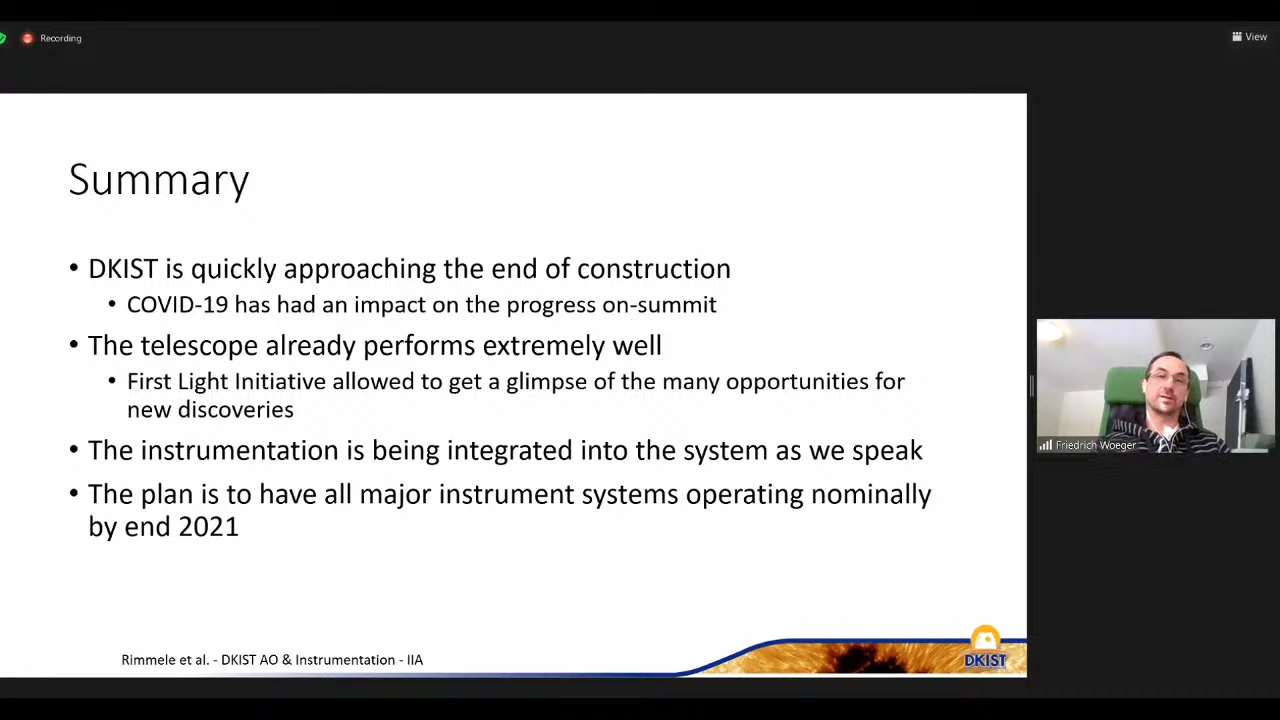 Recording
View
Summary
• DKIST is quickly approaching the end of construction
• COVID-19 has had an impact on the progress on-summit
• The telescope already performs extremely well
• First Light Initiative allowed to get a glimpse of the many opportunities for
new discoveries
• The instrumentation is being integrated into the system as we speak
• The plan is to have all major instrument systems operating nominally
by end 2021
Friedrich Woeger
Rimmele et al. - DKIST AO & Instrumentation - IIA
DKIST